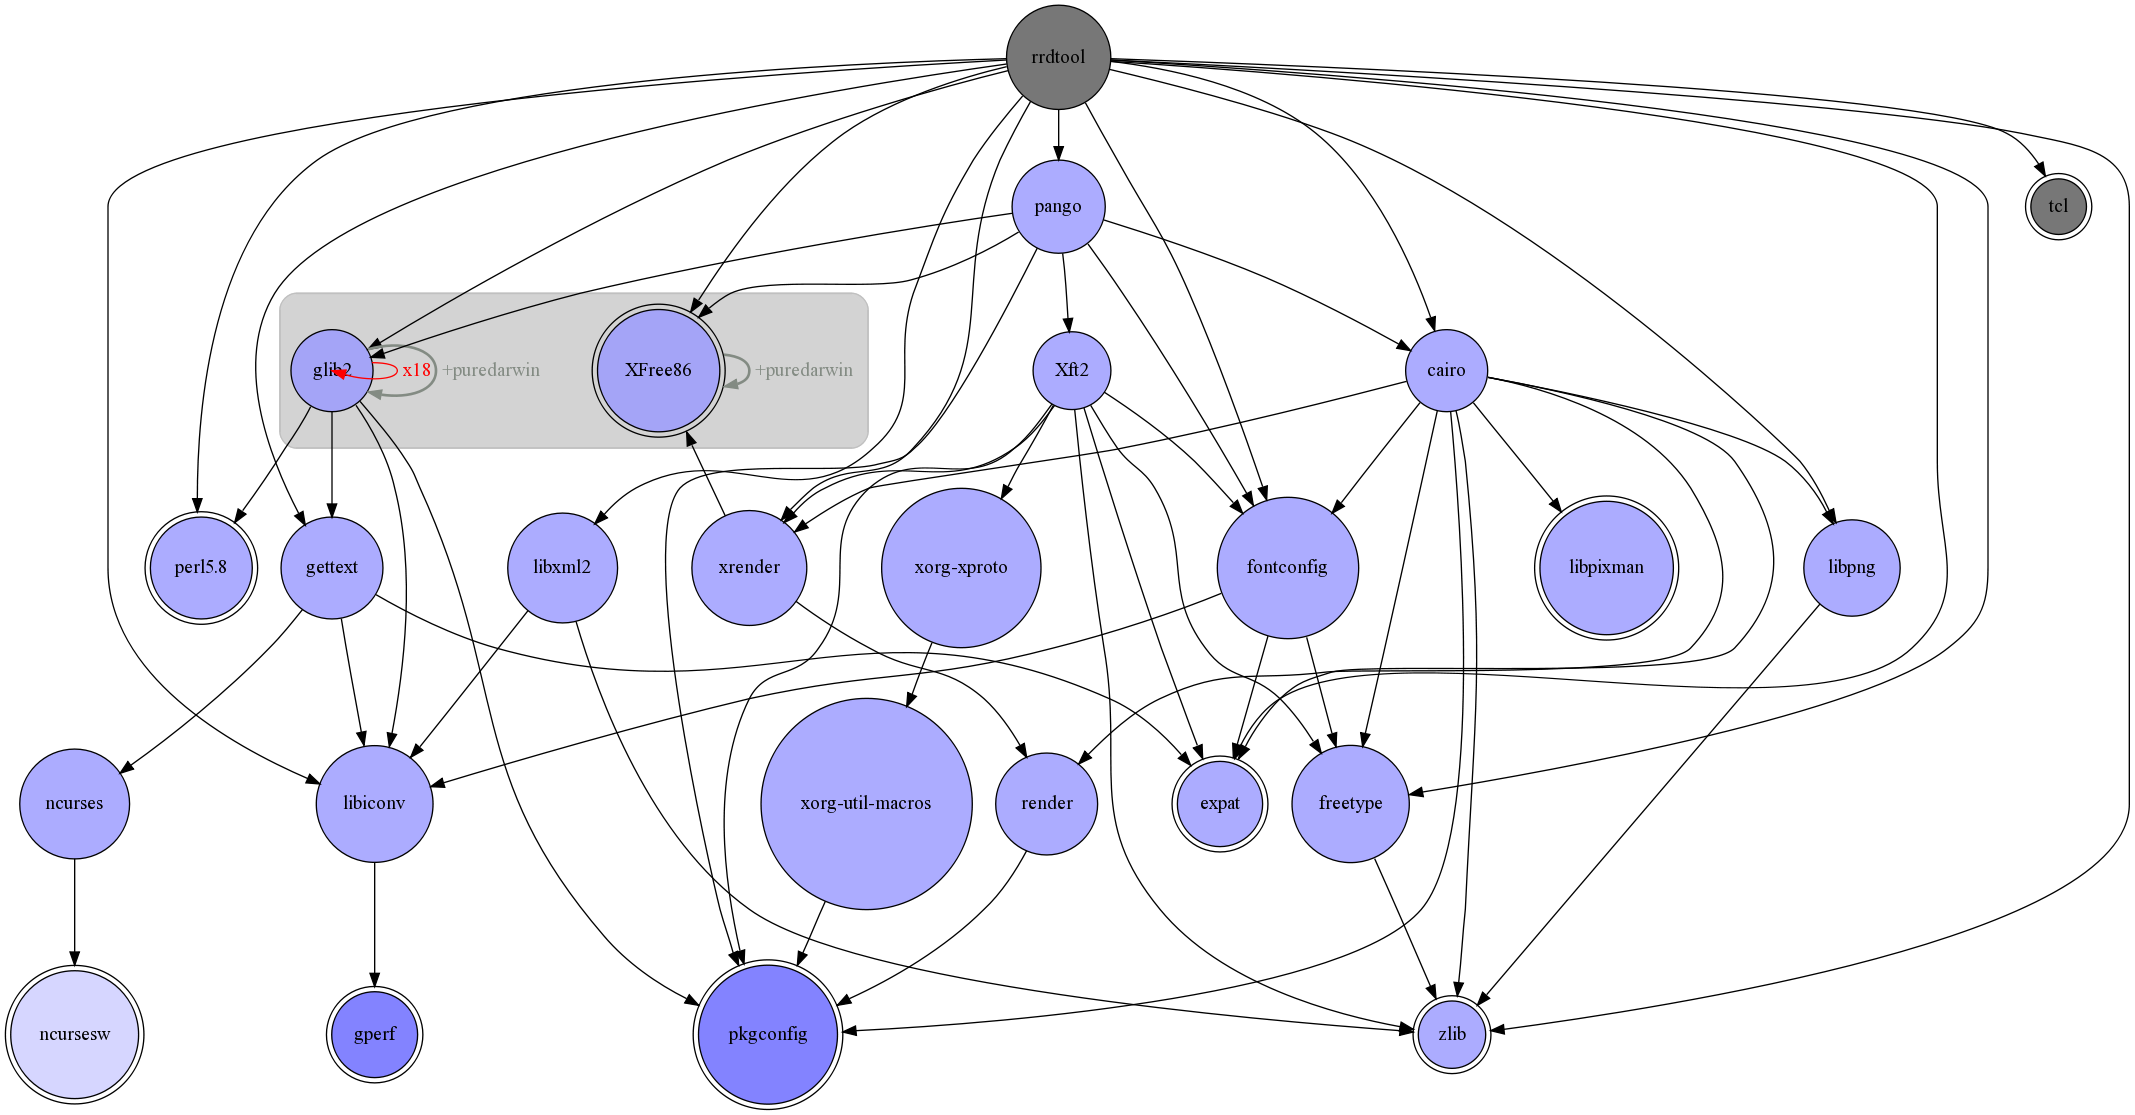 rrdtool
pango
tcl
glib2
x18
+puredarwin
XFree86
+puredarwin
Xft2
cairo
perl5.8
gettext
libxml2
xrender
xorg-xproto
fontconfig
libpixman
libpng
ncurses
libiconv
xorg-util-macros
render
expat
freetype
ncursesw
gperf
pkgconfig
zlib